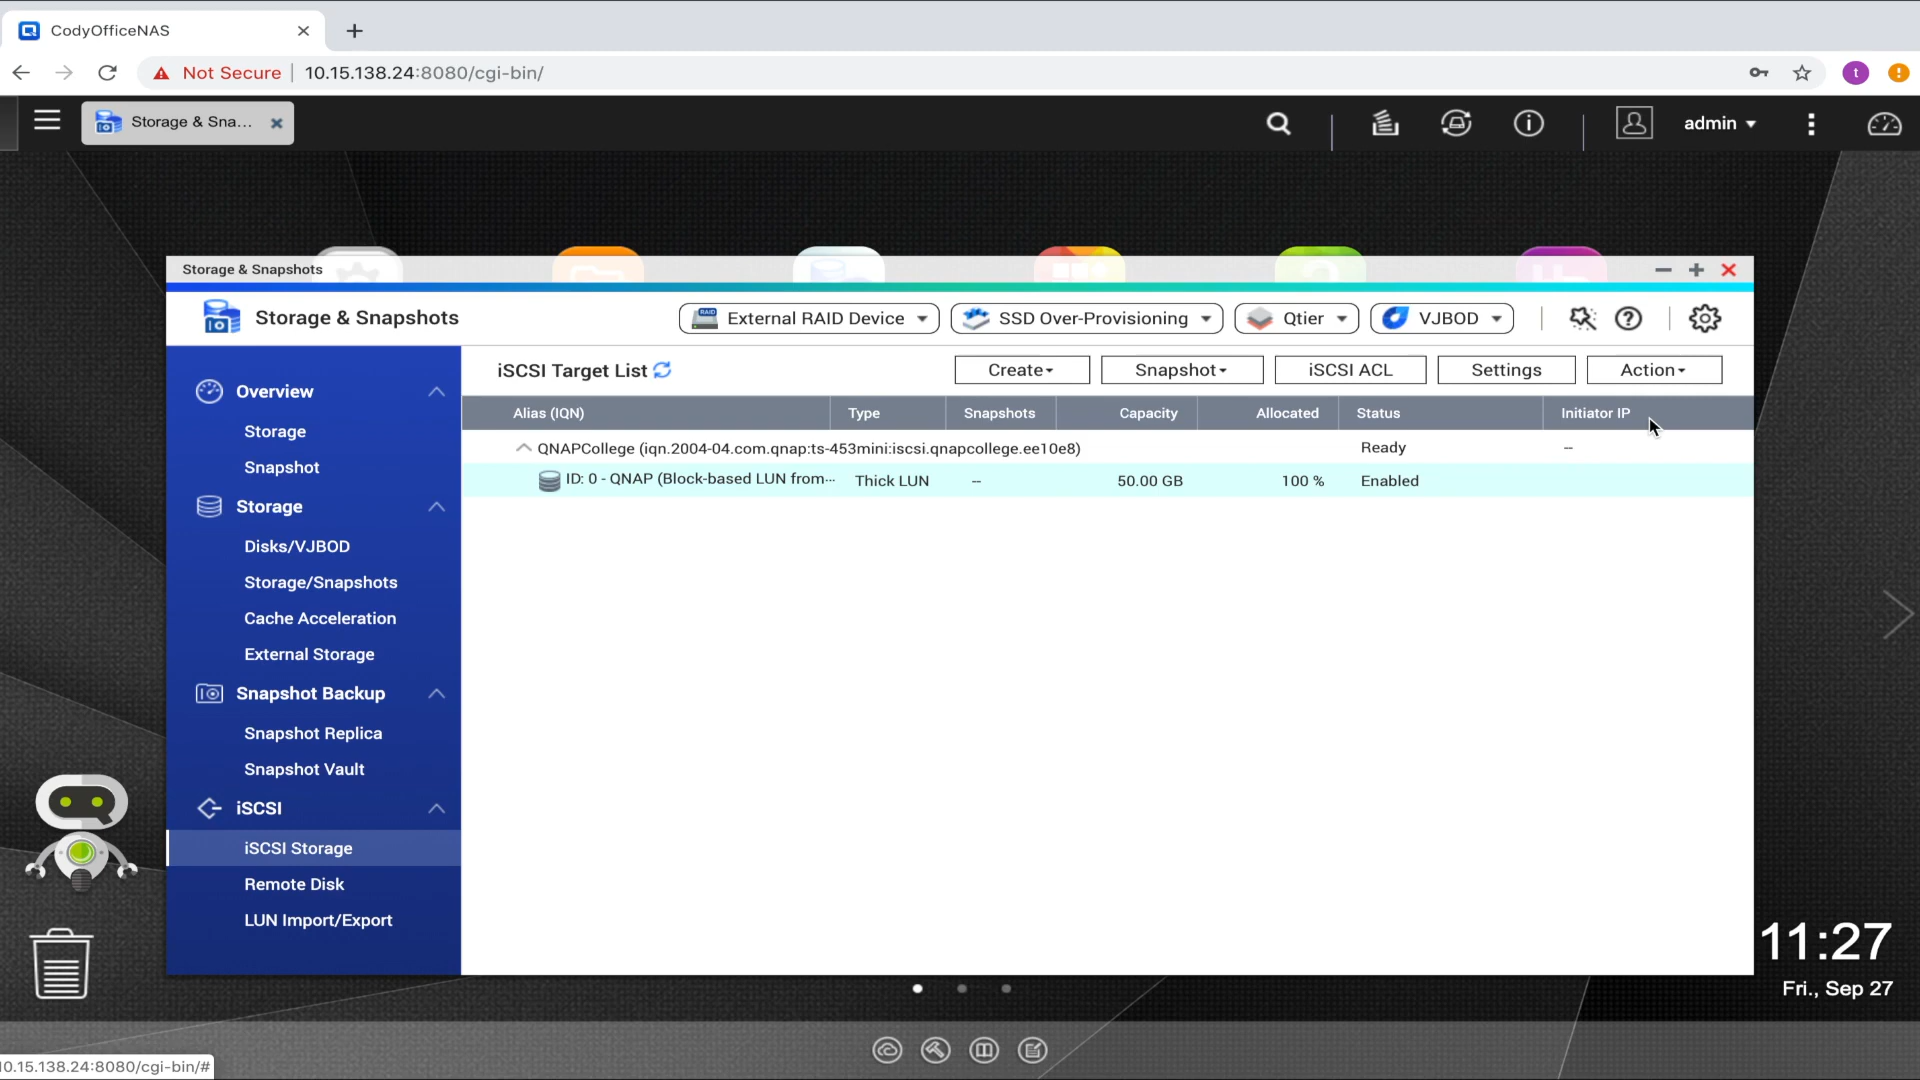 CodyOfficeNAS
Not Secure | 10.15.138.24:8080/cgi-bin/
Storage & Sna...
admin
Storage & Snapshots
Storage & Snapshots
External RAID Device
SSD Over-Provisioning
Qtier
VJBOD
Overview
Storage
Snapshot
Storage
Disks/VJBOD
Storage/Snapshots
Cache Acceleration
External Storage
Snapshot Backup
Snapshot Replica
Snapshot Vault
iSCSI
iSCSI Storage
Remote Disk
LUN Import/Export
iSCSI Target List
Create
Snapshot
iSCSI ACL
Settings
Action
Alias (IQN) Type Snapshots Capacity Allocated Status Initiator IP
QNAPCollege (iqn.2004-04.com.qnap:ts-453mini:iscsi.qnapcollege.ee10e8) Ready --
ID: 0 - QNAP (Block-based LUN from··· Thick LUN -- 50.00 GB 100 % Enabled
11:27
Fri., Sep 27
10.15.138.24:8080/cgi-bin/#